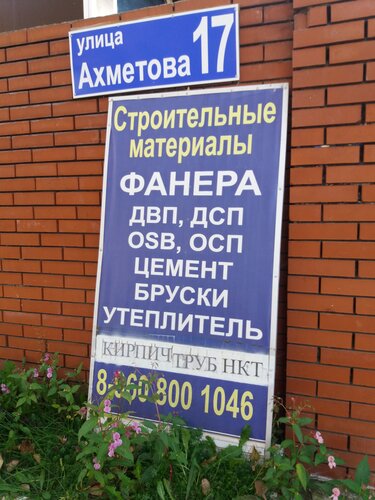 улица
Ахметова 17
Строительные
материалы
ФАНЕРА
ДВП, ДСП
OSB, ОСП
ЦЕМЕНТ
БРУСКИ
УТЕПЛИТЕЛЬ
КИРПИЧ ТРУБ НКТ
800 1046